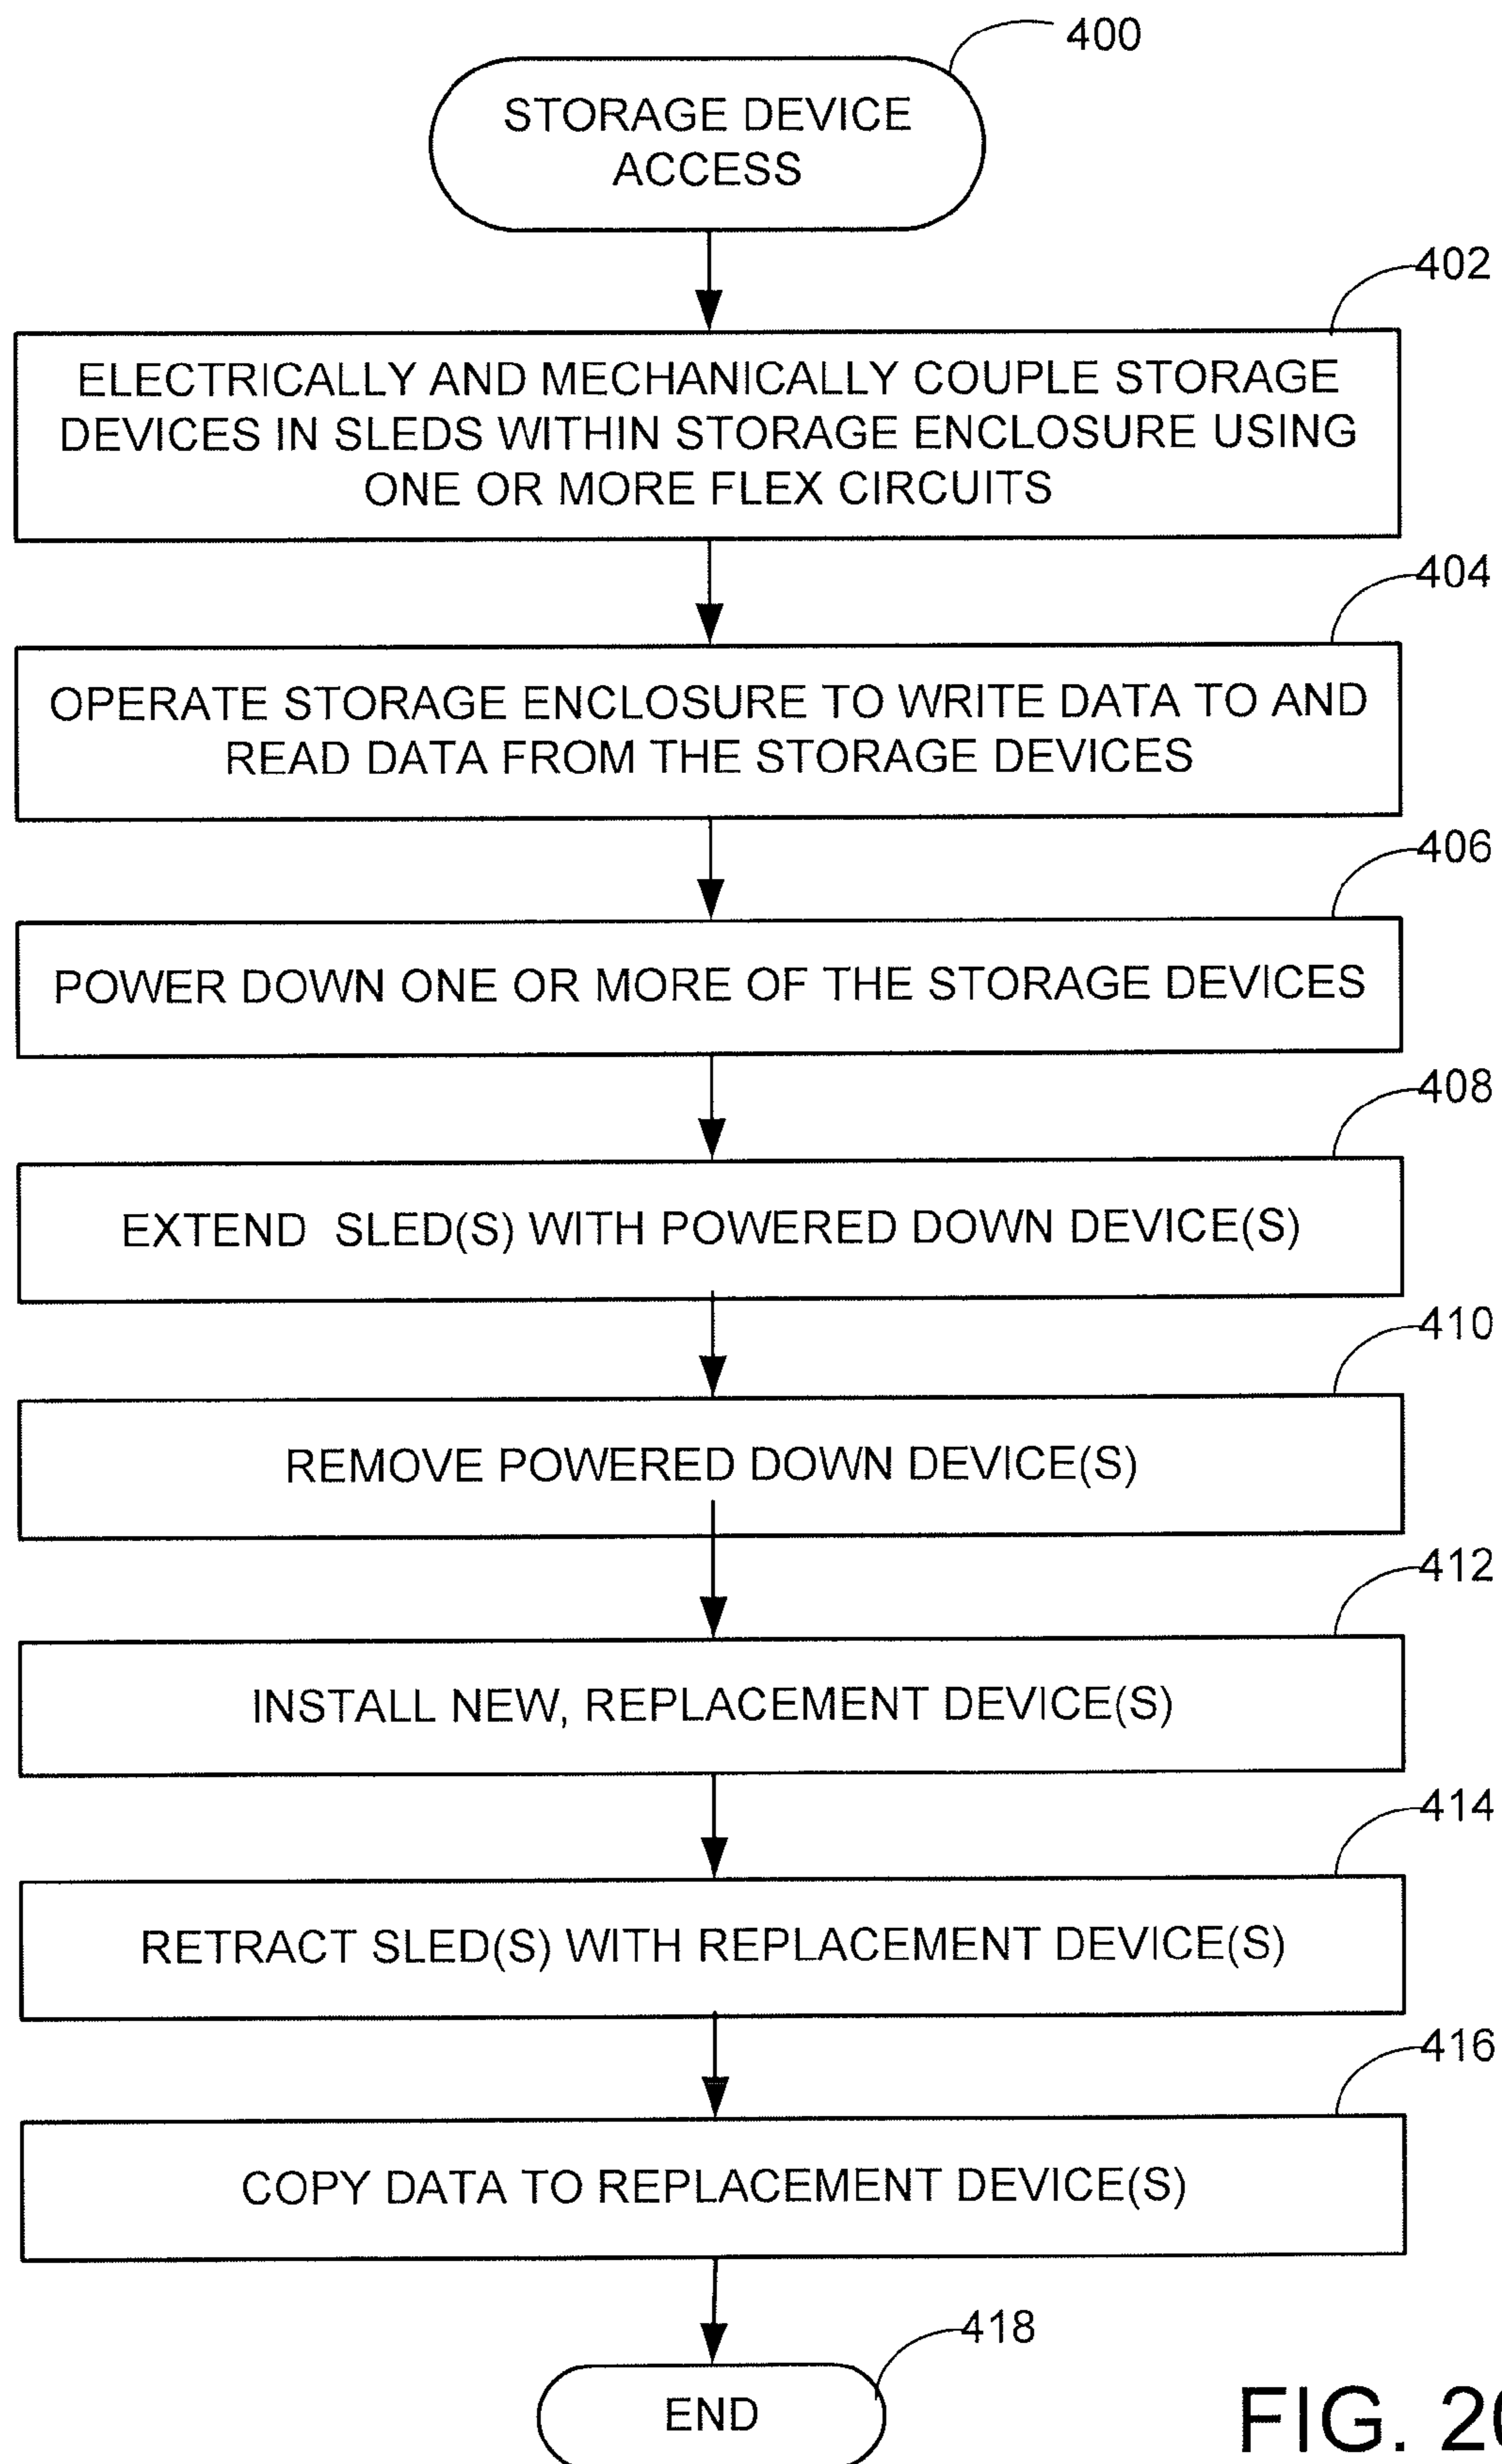 400
STORAGE DEVICE
ACCESS
402
ELECTRICALLY AND MECHANICALLY COUPLE STORAGE
DEVICES IN SLEDS WITHIN STORAGE ENCLOSURE USING
ONE OR MORE FLEX CIRCUITS
404
OPERATE STORAGE ENCLOSURE TO WRITE DATA TO AND
READ DATA FROM THE STORAGE DEVICES
406
POWER DOWN ONE OR MORE OF THE STORAGE DEVICES
408
EXTEND SLED(S) WITH POWERED DOWN DEVICE(S)
410
REMOVE POWERED DOWN DEVICE(S)
412
INSTALL NEW, REPLACEMENT DEVICE(S)
414
RETRACT SLED(S) WITH REPLACEMENT DEVICE(S)
416
COPY DATA TO REPLACEMENT DEVICE(S)
418
END
FIG.